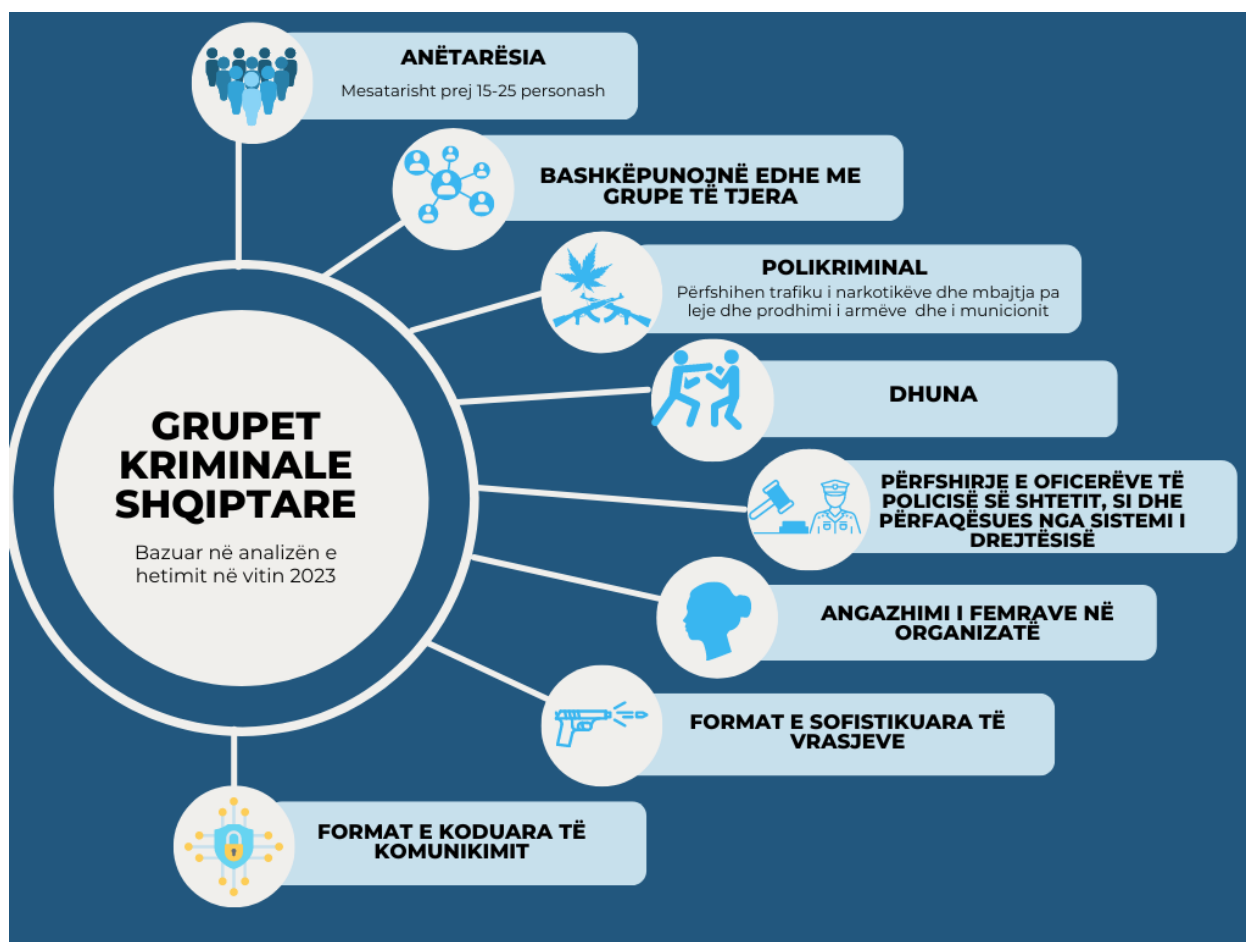 ANËTARËSIA
Mesatarisht prej 15-25 personash
BASHKËPUNOJNË EDHE ME
GRUPE TË TJERA
POLIKRIMINAL
Përfshihen trafiku i narkotikëve dhe mbajtja pa
leje dhe prodhimi i armëve dhe i municionit
DHUNA
GRUPET
KRIMINALE
SHQIPTARE
Bazuar në analizën e
hetimit në vitin 2023
PËRFSHIRJE E OFICERËVE TË
POLICISË SË SHTETIT, SI DHE
PËRFAQËSUES NGA SISTEMI I
DREJTËSISË
ANGAZHIMI I FEMRAVE NË
ORGANIZATË
FORMAT E SOFISTIKUARA TË
VRASJEVE
FORMAT E KODUARA TË
KOMUNIKIMIT